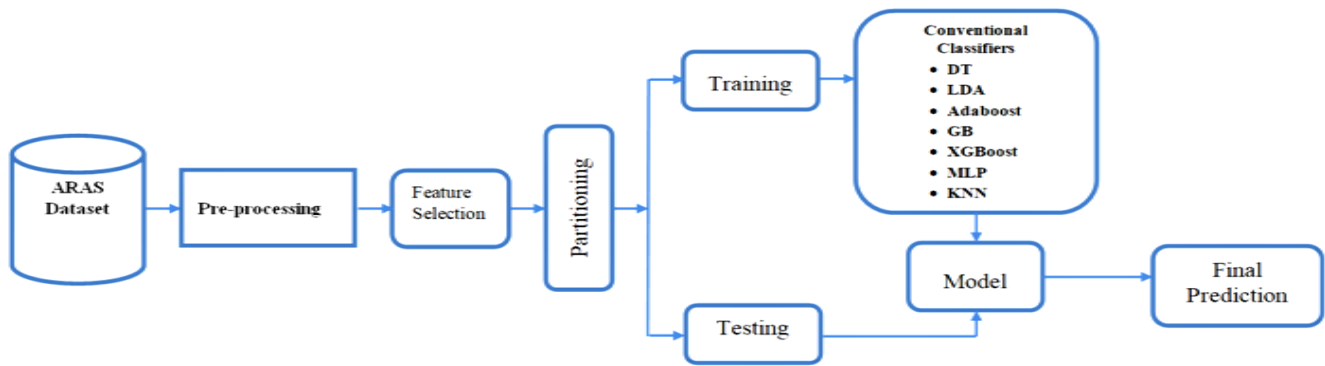 ARAS
Dataset
Pre-processing
Feature
Selection
Partitioning
Training
Testing
Conventional
Classifiers
• DT
• LDA
• Adaboost
• GB
• XGBoost
• MLP
• KNN
Model
Final
Prediction